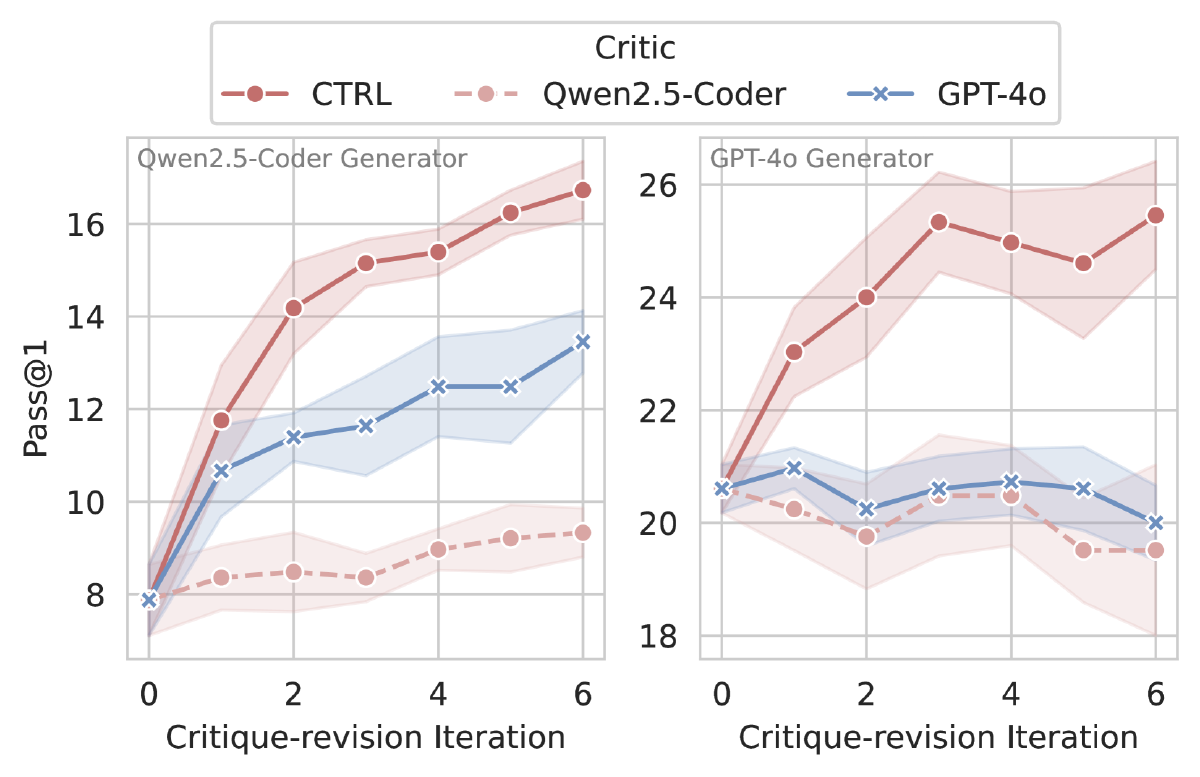 Critic
CTRL
Qwen2.5-Coder
GPT-4o
Qwen2.5-Coder Generator
Pass@1
16
14
12
10
8
0 2 4 6
Critique-revision Iteration
GPT-4o Generator
26
24
22
20
18
0 2 4 6
Critique-revision Iteration